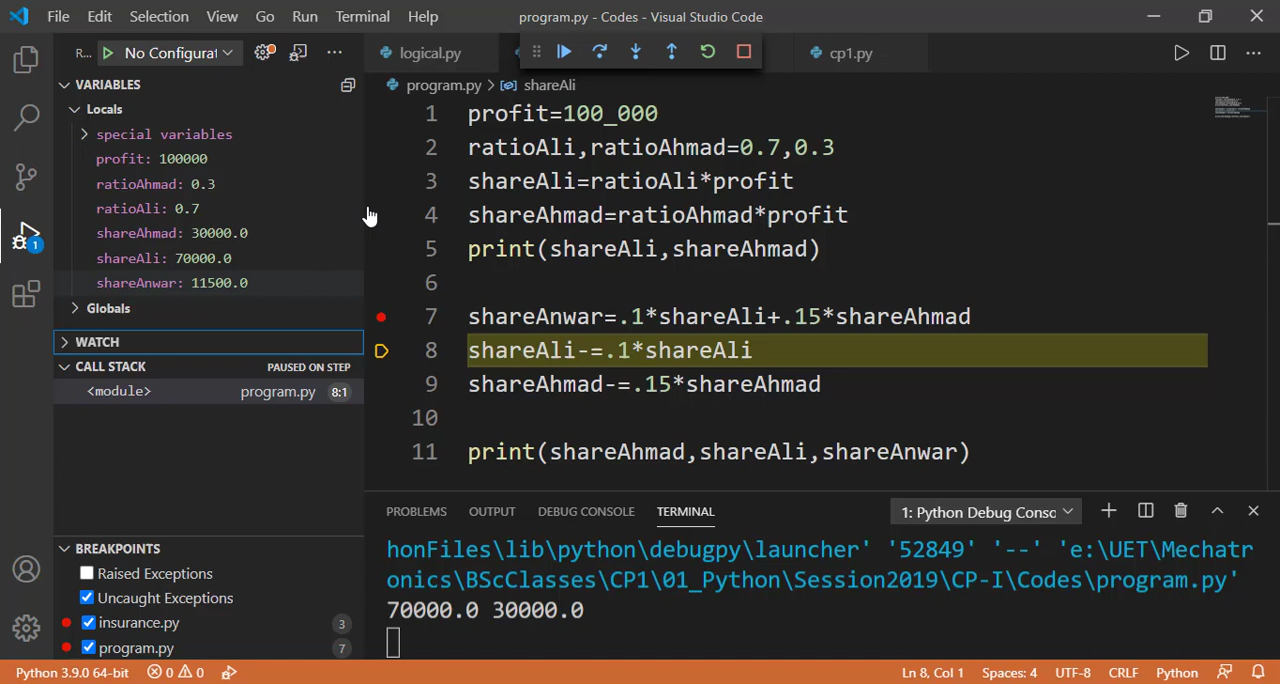 File Edit Selection View Go Run Terminal Help program.py - Codes - Visual Studio Code
R... No Configurat logical.py cp1.py
VARIABLES
program.py > shareAli
Locals
special variables
profit: 100000
ratioAhmad: 0.3
ratioAli: 0.7
shareAhmad: 30000.0
shareAli: 70000.0
shareAnwar: 11500.0
Globals
WATCH
CALL STACK PAUSED ON STEP
<module> program.py 8:1
1 profit=100_000
2 ratioAli,ratioAhmad=0.7,0.3
3 shareAli=ratioAli*profit
4 shareAhmad=ratioAhmad*profit
5 print(shareAli,shareAhmad)
6
7 shareAnwar=.1*shareAli+.15*shareAhmad
8 shareAli-=.1*shareAli
9 shareAhmad-=.15*shareAhmad
10
11 print(shareAhmad,shareAli,shareAnwar)
1
BREAKPOINTS
Raised Exceptions
Uncaught Exceptions
insurance.py 3
program.py 7
PROBLEMS OUTPUT DEBUG CONSOLE TERMINAL 1: Python Debug Consc
honFiles\lib\python\debugpy\launcher' '52849' '--' 'e:\UET\Mechatr
onics\BScClasses\CP1\01_Python\Session2019\CP-I\Codes\program.py'
70000.0 30000.0
Python 3.9.0 64-bit 0 0 Ln 8, Col 1 Spaces: 4 UTF-8 CRLF Python